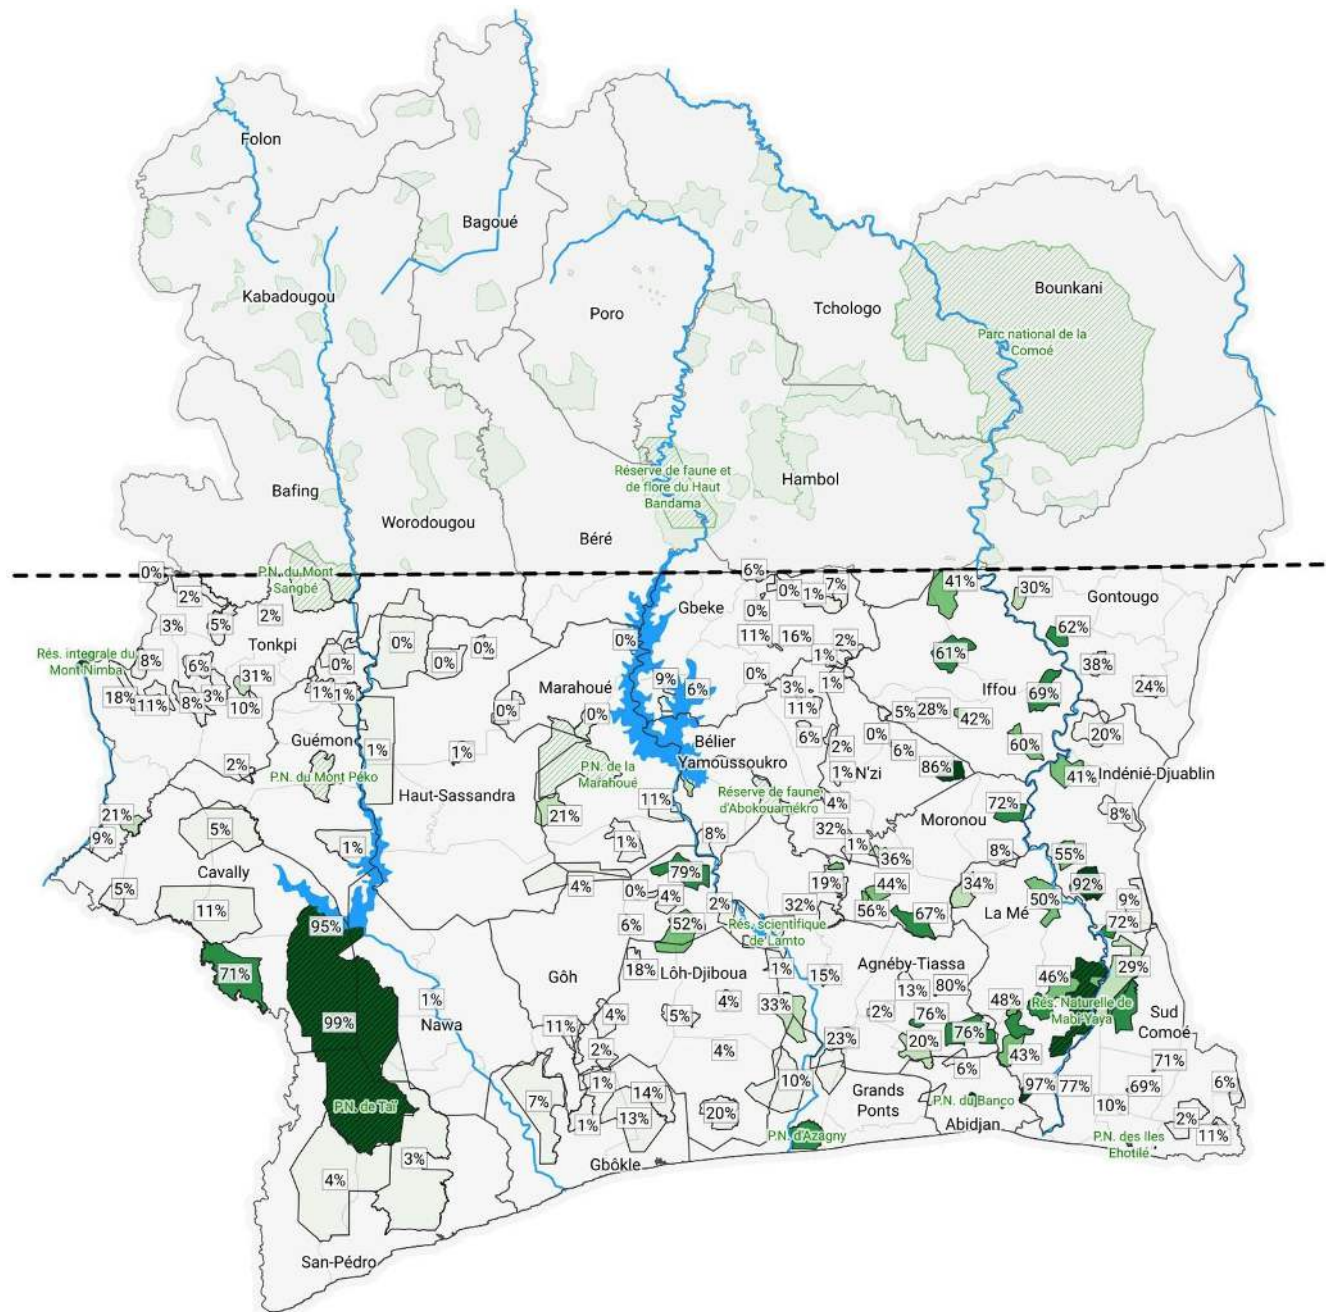 Folon
Bagoué
Kabadougou
Bounkani
Poro
Tchologo
Parc national de la
Comoé
Réserve de faune et
de flore du Haut
Bandama
Hambol
Bafing
Worodougou
Béré
0%
P.N. du Mont
Sangbé
6%
7%
41%
30%
2%
0%
1%
Gontougo
Gbeke
3%
5%
2%
0%
62%
Tonkpi
0%
0%
11%
16%
2%
Rés. integrale du
Mont Nimba
8%
6%
0%
0%
1%
61%
38%
31%
9%
0%
1%
18%
11%
8%
3%
10%
1%
1%
Marahoué
6%
3%
Iffou
69%
24%
0%
0%
11%
5%
28%
42%
Guémon
1%
1%
Bélier
6%
2%
0%
6%
60%
20%
2%
P.N. du Mont Péko
P.N. de la
Marahoué
Yamoussoukro
1%
N'zi
86%
41%
Indénié-Djuablin
Haut-Sassandra
Réserve de faune
d'Abokouamékro
11%
4%
72%
21%
21%
8%
9%
5%
1%
1%
8%
32%
1%
Moronou
8%
Cavally
36%
55%
5%
11%
4%
0%
79%
4%
19%
44%
34%
92%
9%
95%
2%
32%
56%
67%
La Mé
50%
72%
6%
52%
Rés. scientifique
de Lamto
71%
Gôh
18%
Lôh-Djiboua
1%
15%
Agnéby-Tiassa
46%
29%
99%
1%
Nawa
4%
4%
5%
33%
13%
80%
48%
Rés. Naturelle de
Mabi-Yaya
Sud
Comoé
11%
2%
76%
2%
4%
23%
20%
76%
43%
71%
1%
10%
6%
7%
14%
Grands
Ponts
97%
77%
69%
6%
P.N. de Taï
P.N. du Banco
10%
1%
13%
20%
Abidjan
2%
P.N. d'Azagny
11%
P.N. des Iles
Ehotilé
3%
Gbôkle
4%
San-Pédro